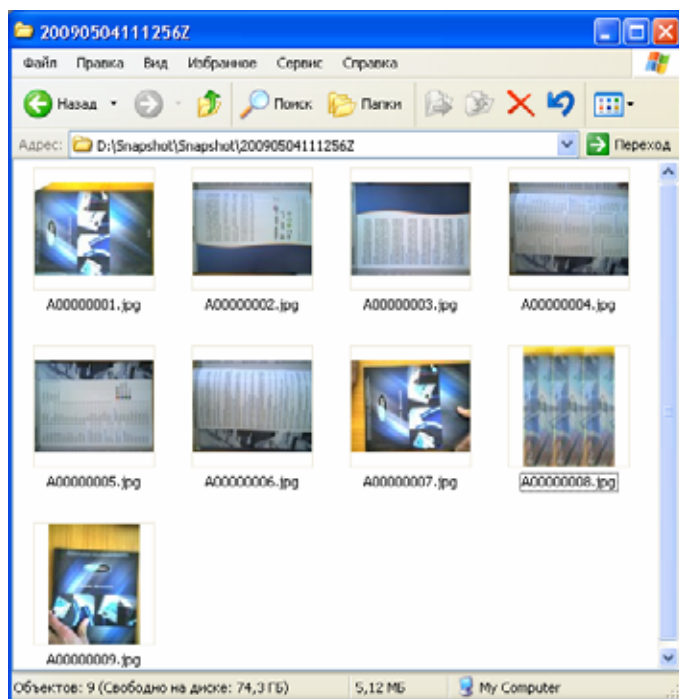 20090504111256Z
Файл Правка Вид Избранное Сервис Справка
Назад Поиск Папки
Адрес: D:\Snapshot\Snapshot\20090504111256Z Переход
A00000001.jpg A00000002.jpg A00000003.jpg A00000004.jpg
A00000005.jpg A00000006.jpg A00000007.jpg A00000008.jpg
A00000009.jpg
Объектов: 9 (Свободно на диске: 74,3 ГБ) 5,12 МБ My Computer